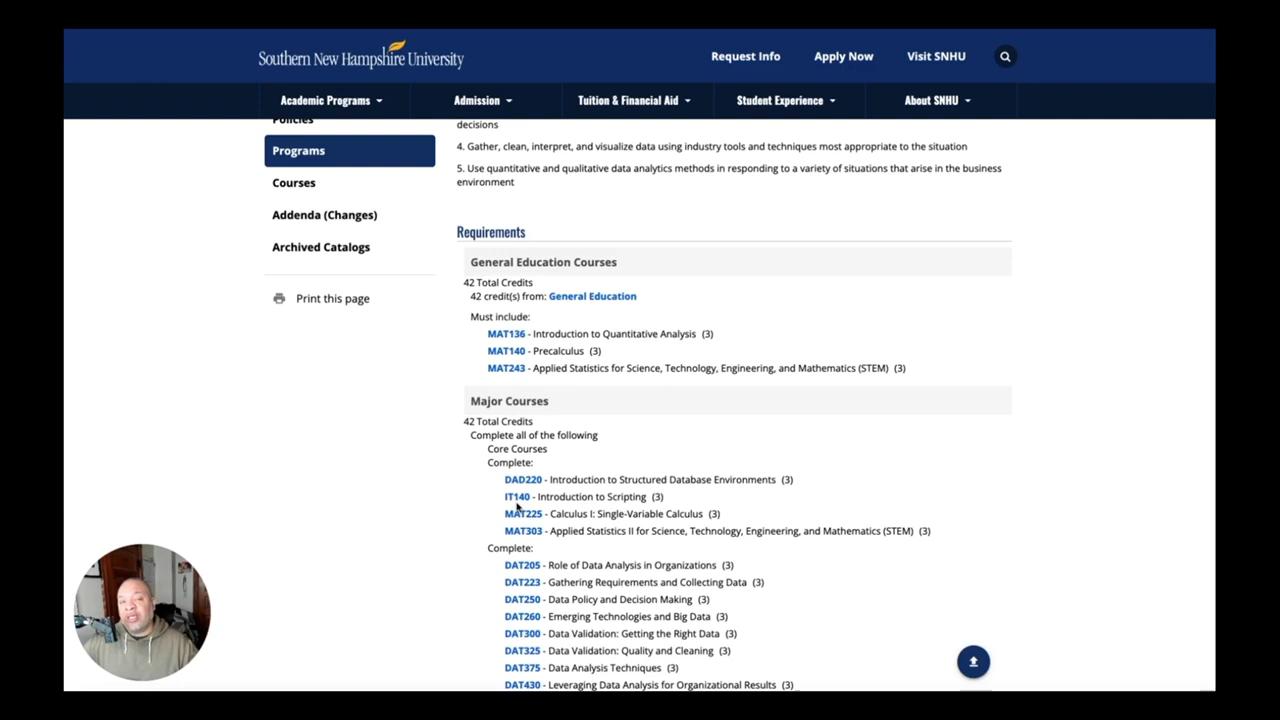 Southern New Hampshire University
Request Info
Apply Now
Visit SNHU
Academic Programs
Admission
Tuition & Financial Aid
Student Experience
About SNHU
Policies
Programs
Courses
Addenda (Changes)
Archived Catalogs
Print this page
decisions
4. Gather, clean, interpret, and visualize data using industry tools and techniques most appropriate to the situation
5. Use quantitative and qualitative data analytics methods in responding to a variety of situations that arise in the business
environment
Requirements
General Education Courses
42 Total Credits
42 credit(s) from: General Education
Must include:
MAT136 - Introduction to Quantitative Analysis (3)
MAT140 - Precalculus (3)
MAT243 - Applied Statistics for Science, Technology, Engineering, and Mathematics (STEM) (3)
Major Courses
42 Total Credits
Complete all of the following
Core Courses
Complete:
DAD220 - Introduction to Structured Database Environments (3)
IT140 - Introduction to Scripting (3)
MAT225 - Calculus I: Single-Variable Calculus (3)
MAT303 - Applied Statistics II for Science, Technology, Engineering, and Mathematics (STEM) (3)
Complete:
DAT205 - Role of Data Analysis in Organizations (3)
DAT223 - Gathering Requirements and Collecting Data (3)
DAT250 - Data Policy and Decision Making (3)
DAT260 - Emerging Technologies and Big Data (3)
DAT300 - Data Validation: Getting the Right Data (3)
DAT325 - Data Validation: Quality and Cleaning (3)
DAT375 - Data Analysis Techniques (3)
DAT430 - Leveraging Data Analysis for Organizational Results (3)